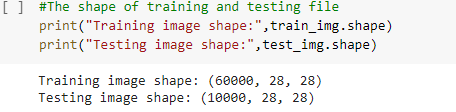 [ ] #The shape of training and testing file
print("Training image shape:",train_img.shape)
print("Testing image shape:",test_img.shape)
Training image shape: (60000, 28, 28)
Testing image shape: (10000, 28, 28)